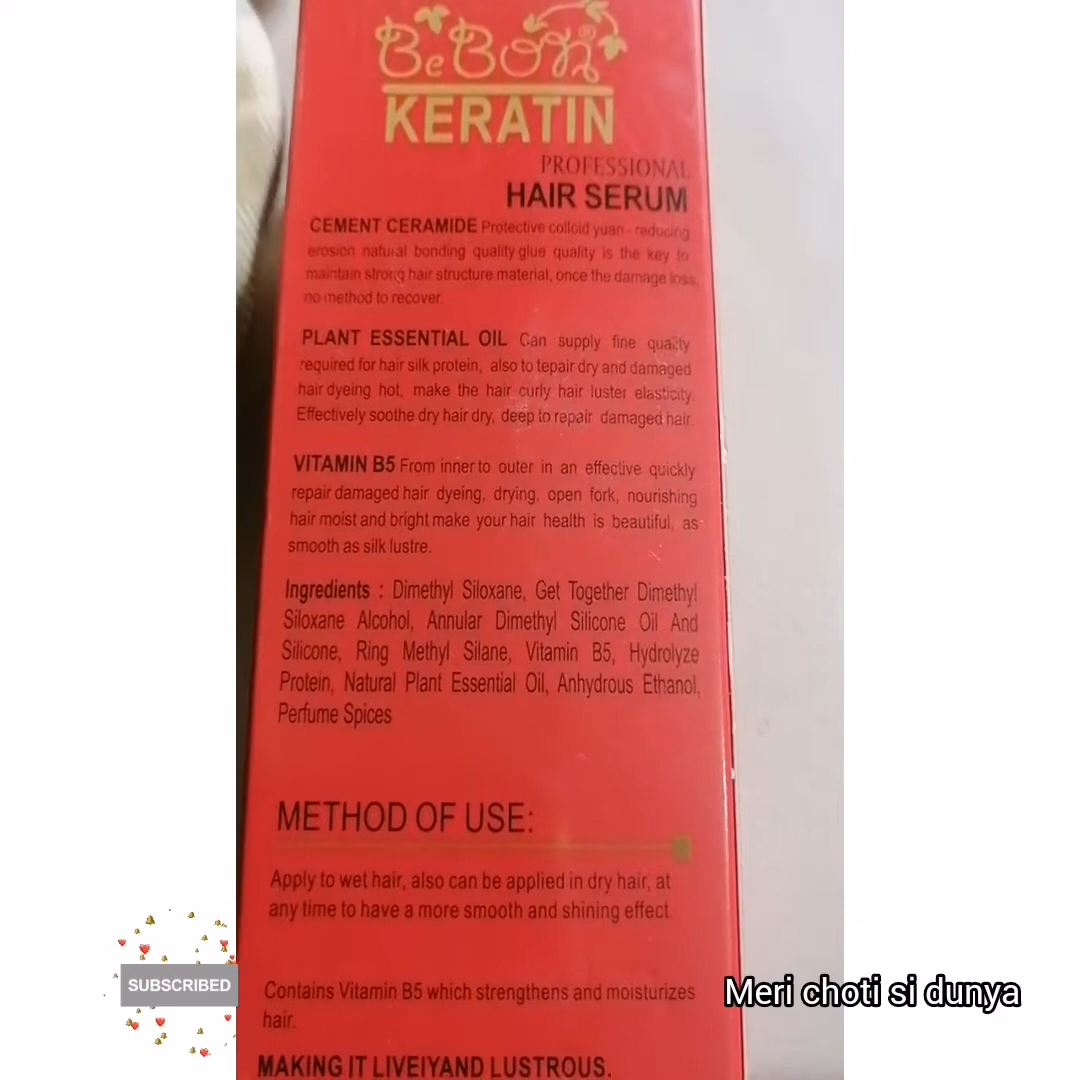 BeBon®
KERATIN
PROFESSIONAL
HAIR SERUM
CEMENT CERAMIDE Protective colloid yuan - reducing
erosion natural bonding quality glue quality is the key to
maintain strong hair structure material, once the damage loss,
no method to recover.
PLANT ESSENTIAL OIL Can supply fine quality
required for hair silk protein, also to tepair dry and damaged
hair dyeing hot, make the hair curly hair luster elasticity.
Effectively soothe dry hair dry, deep to repair damaged hair.
VITAMIN B5 From inner to outer in an effective quickly
repair damaged hair dyeing, drying, open fork, nourishing
hair moist and bright make your hair health is beautiful, as
smooth as silk lustre.
Ingredients : Dimethyl Siloxane, Get Together Dimethyl
Siloxane Alcohol, Annular Dimethyl Silicone Oil And
Silicone, Ring Methyl Silane, Vitamin B5, Hydrolyze
Protein, Natural Plant Essential Oil, Anhydrous Ethanol,
Perfume Spices
METHOD OF USE:
Apply to wet hair, also can be applied in dry hair, at
any time to have a more smooth and shining effect.
Contains Vitamin B5 which strengthens and moisturizes
hair.
MAKING IT LIVEIYAND LUSTROUS.
SUBSCRIBED
Meri choti si dunya